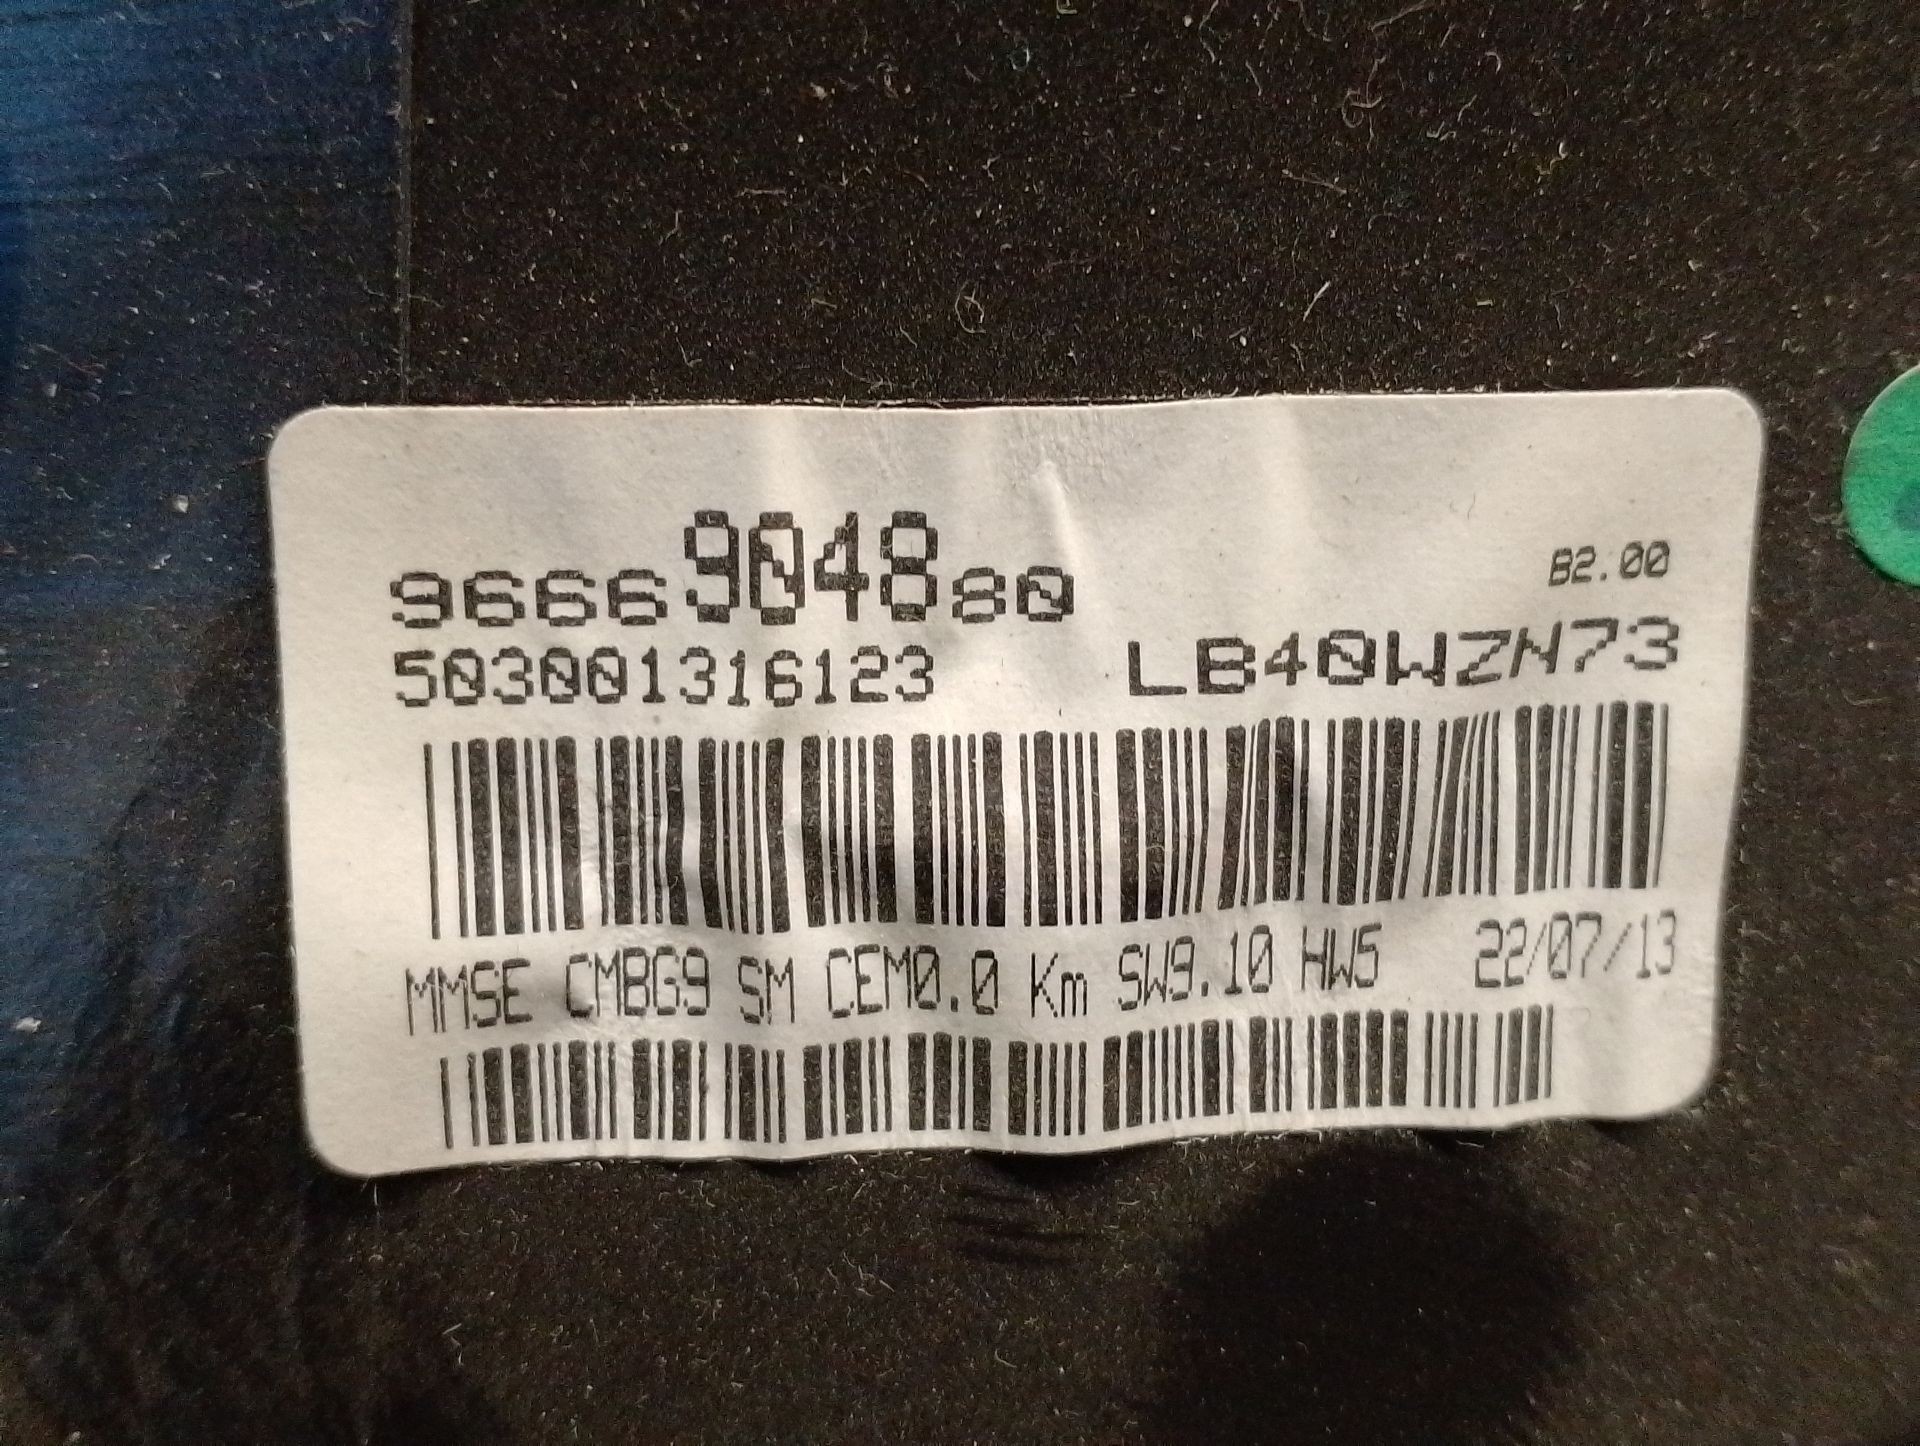 9666904880
B2.00
503001316123
LB40WZN73
MMSE CMBG9 SM CEM0.0 Km SW9.10 HW5 22/07/13